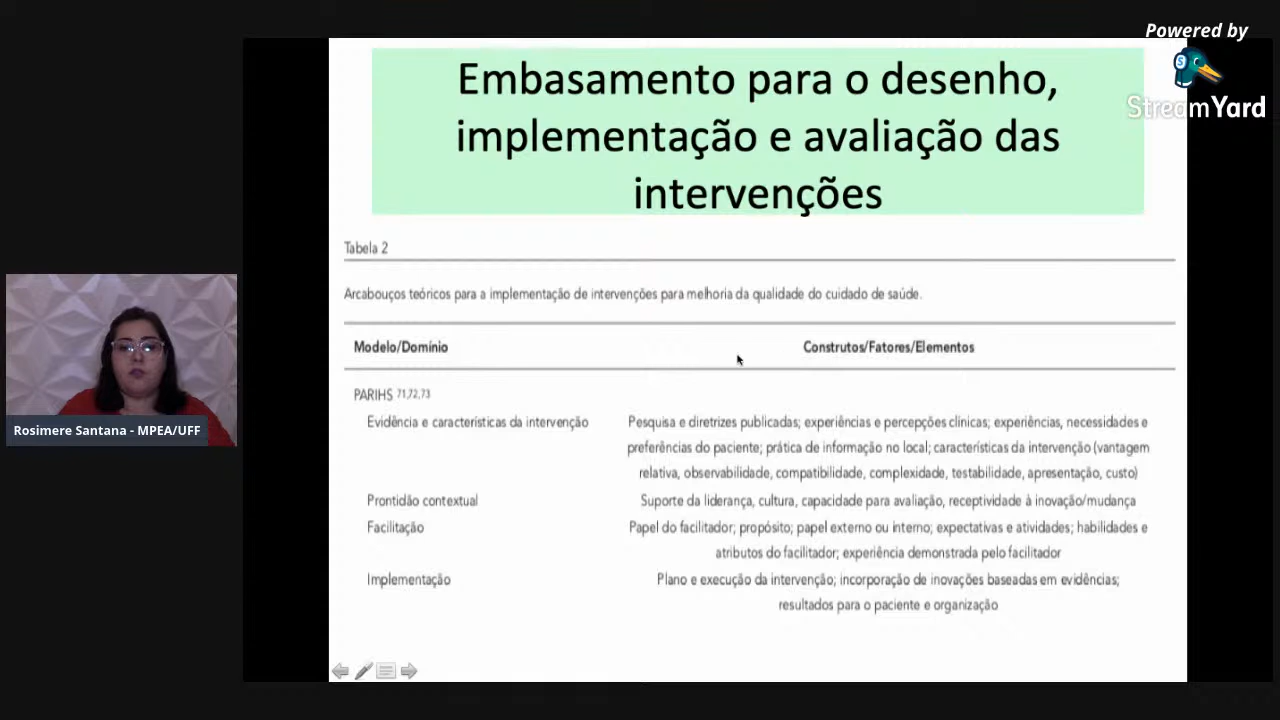 Powered by
StreamYard
Embasamento para o desenho,
implementação e avaliação das
intervenções
Tabela 2
Arcabouços teóricos para a implementação de intervenções para melhoria da qualidade do cuidado de saúde.
Modelo/Domínio Construtos/Fatores/Elementos
PARIHS 71,72,73
Evidência e características da intervenção Pesquisa e diretrizes publicadas; experiências e percepções clínicas; experiências, necessidades e
preferências do paciente; prática de informação no local; características da intervenção (vantagem
relativa, observabilidade, compatibilidade, complexidade, testabilidade, apresentação, custo)
Prontidão contextual Suporte da liderança, cultura, capacidade para avaliação, receptividade à inovação/mudança
Facilitação Papel do facilitador; propósito; papel externo ou interno; expectativas e atividades; habilidades e
atributos do facilitador; experiência demonstrada pelo facilitador
Implementação Plano e execução da intervenção; incorporação de inovações baseadas em evidências;
resultados para o paciente e organização
Rosimere Santana - MPEA/UFF